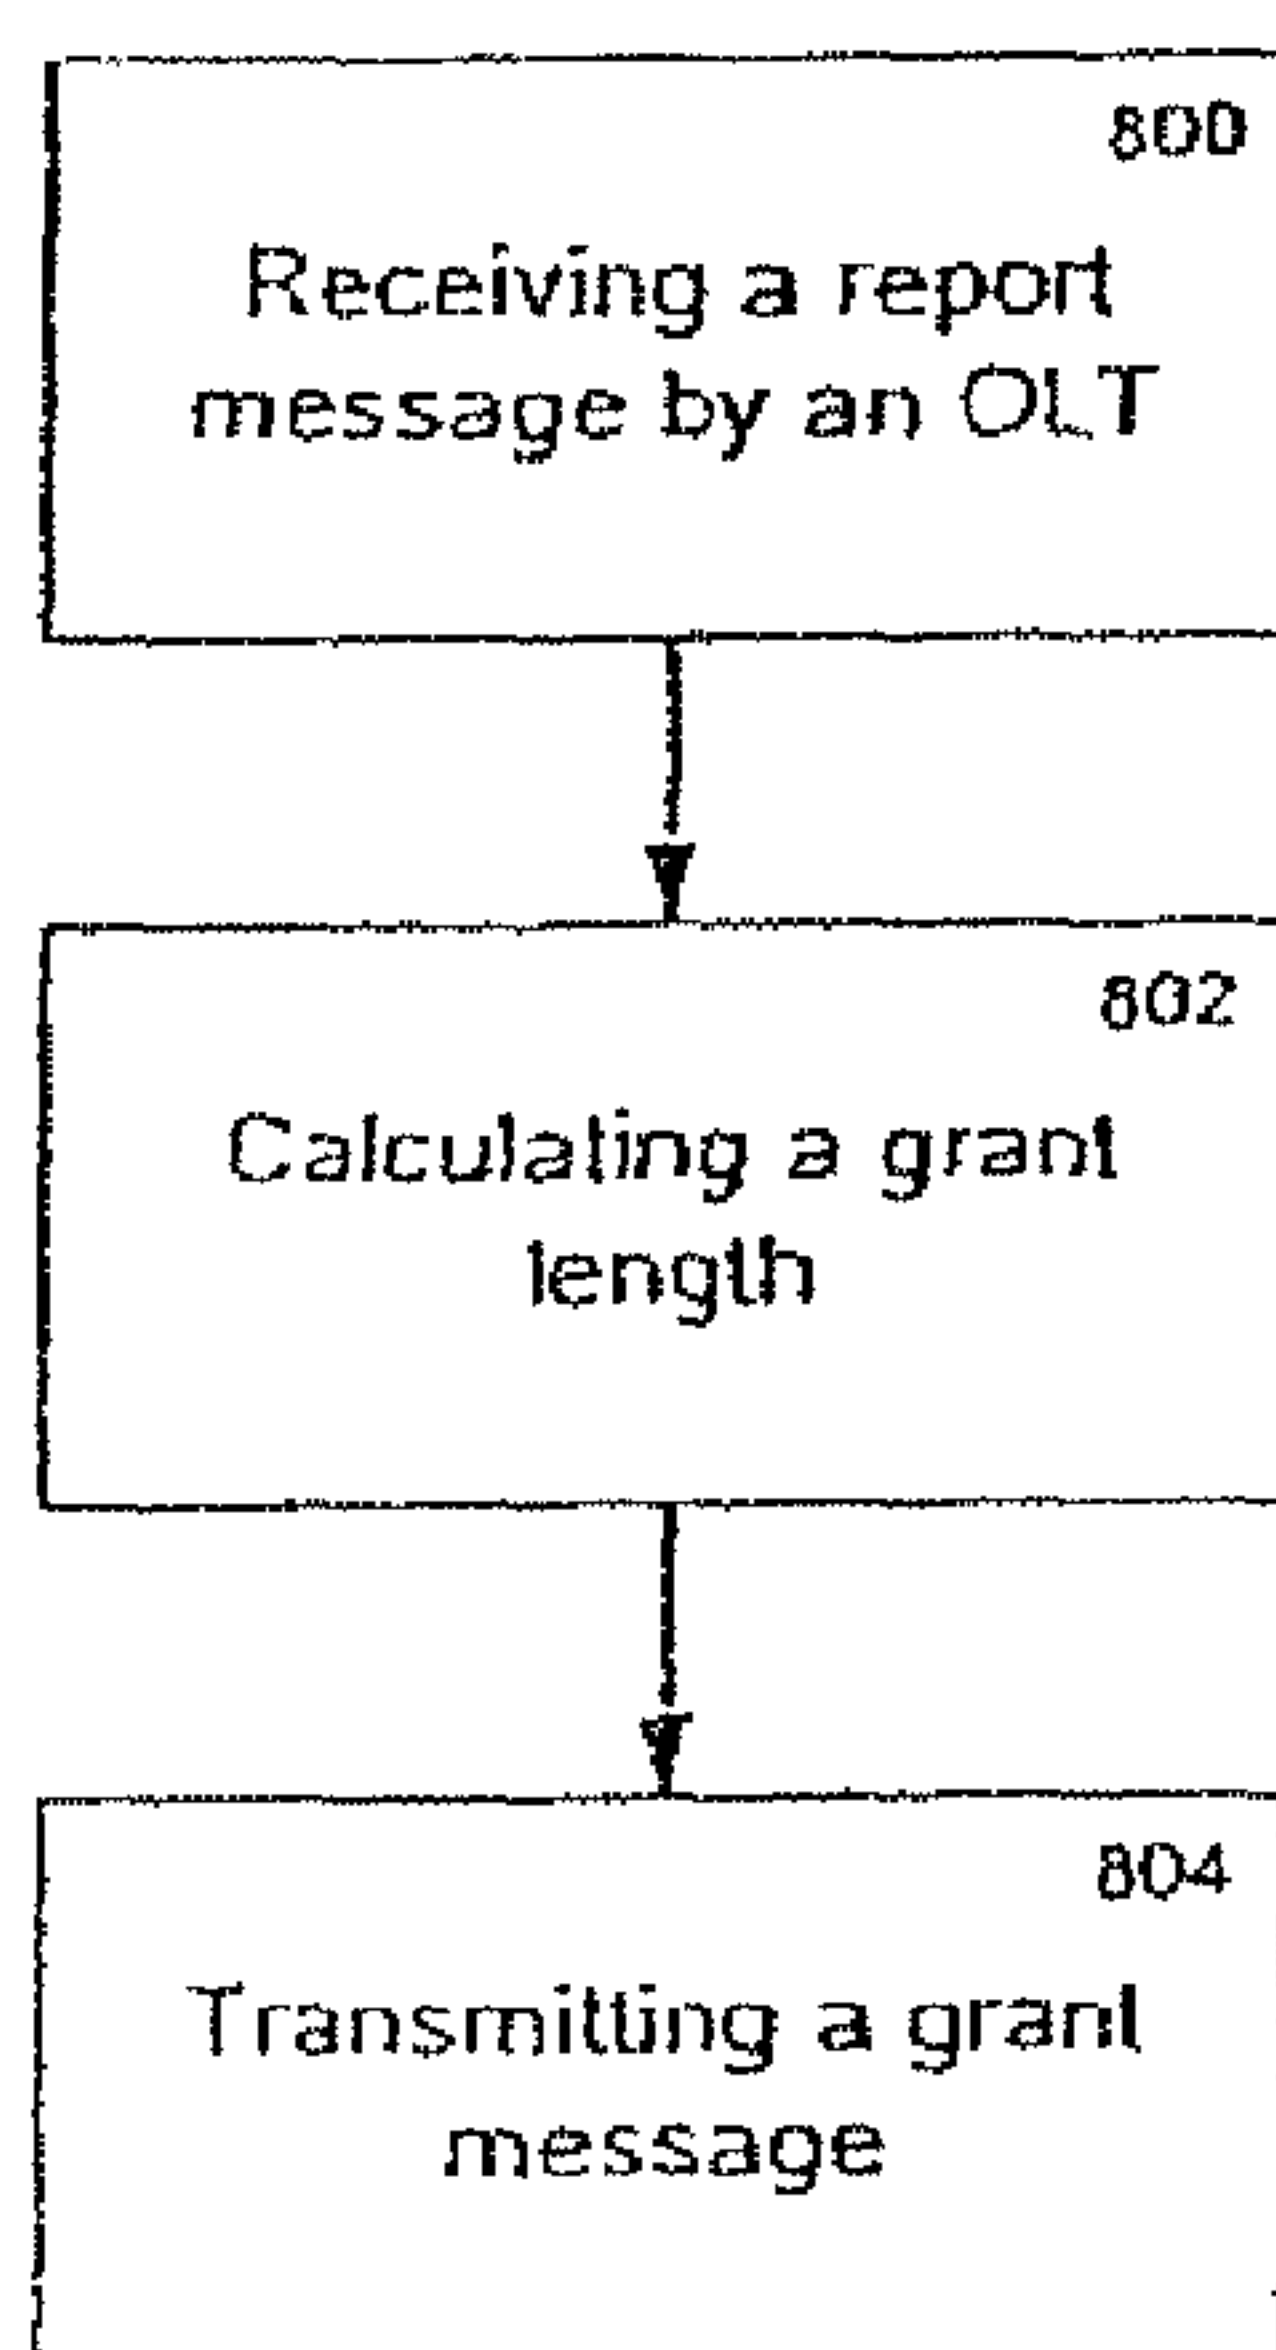 800
Receiving a report
message by an OLT
802
Calculating a grant
length
804
Transmitting a grant
message